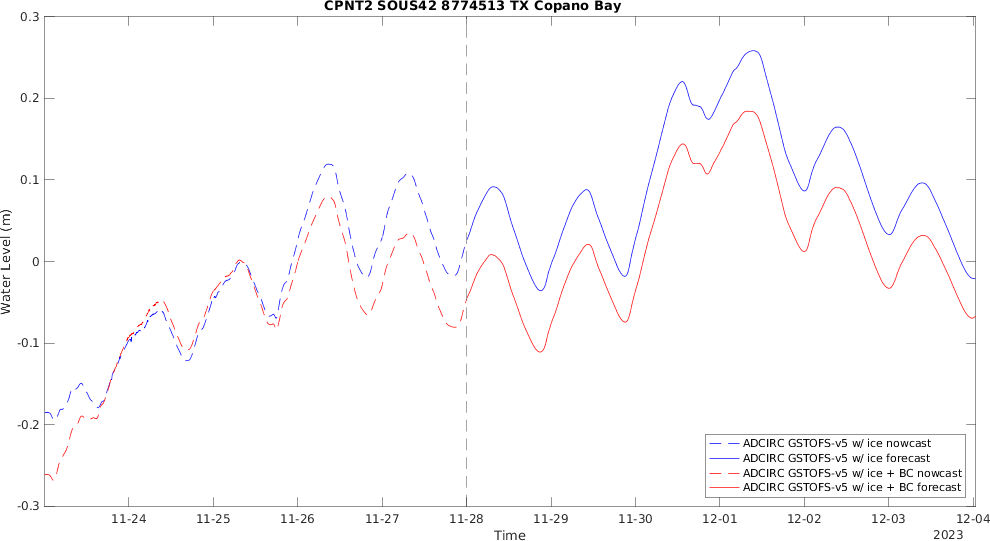 CPNT2 SOUS42 8774513 TX Copano Bay
0.3
0.2
0.1
0
-0.1
-0.2
-0.3
Water Level (m)
ADCIRC GSTOFS-v5 w/ ice nowcast
ADCIRC GSTOFS-v5 w/ ice forecast
ADCIRC GSTOFS-v5 w/ ice + BC nowcast
ADCIRC GSTOFS-v5 w/ ice + BC forecast
11-24 11-25 11-26 11-27 11-28 11-29 11-30 12-01 12-02 12-03 12-04
Time
2023